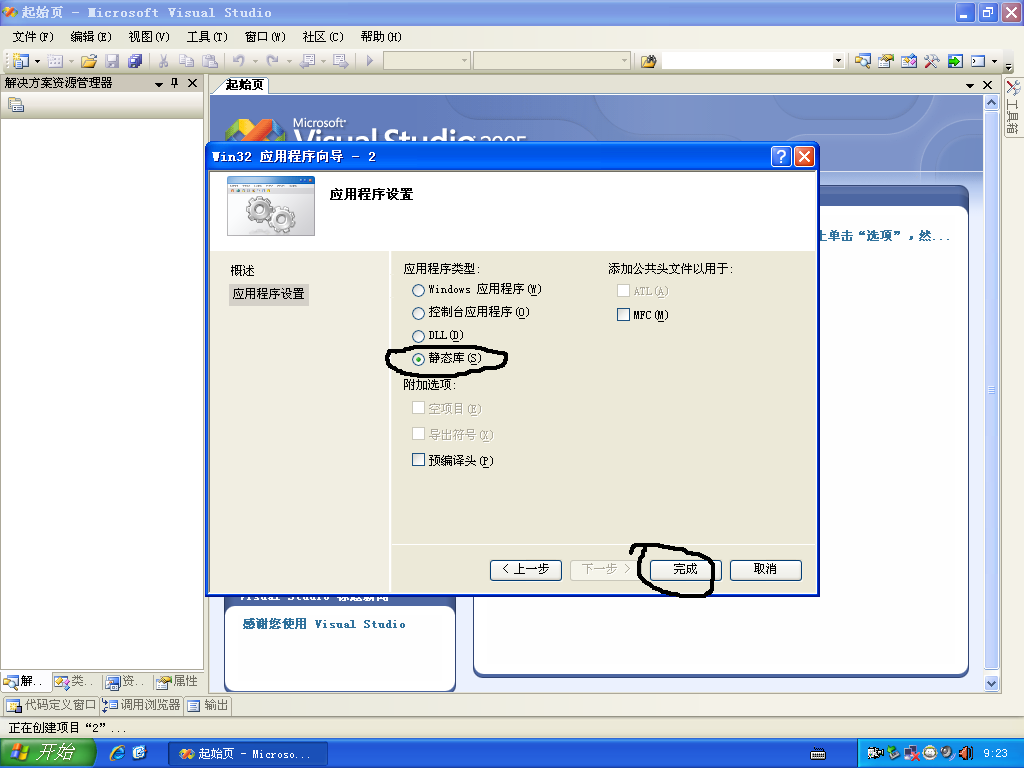 起始页 - Microsoft Visual Studio
文件(F) 编辑(E) 视图(V) 工具(T) 窗口(W) 社区(C) 帮助(H)
解决方案资源管理器
起始页
工具箱
Microsoft
Visual Studio 2005
Win32 应用程序向导 - 2
应用程序设置
上单击“选项”，然...
概述
应用程序设置
应用程序类型:
Windows 应用程序(W)
控制台应用程序(O)
DLL(D)
静态库(S)
附加选项:
空项目(E)
导出符号(X)
预编译头(P)
添加公共头文件以用于:
ATL(A)
MFC(M)
< 上一步 下一步 > 完成 取消
感谢您使用 Visual Studio
解.. 类.. 资.. 属性
代码定义窗口 调用浏览器 输出
正在创建项目“2”...
开始 起始页 - Microso... 9:23